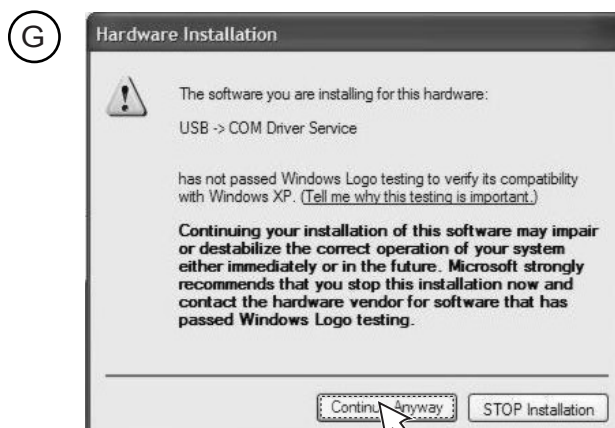 G
Hardware Installation
The software you are installing for this hardware:
USB -> COM Driver Service
has not passed Windows Logo testing to verify its compatibility
with Windows XP. (Tell me why this testing is important.)
Continuing your installation of this software may impair
or destabilize the correct operation of your system
either immediately or in the future. Microsoft strongly
recommends that you stop this installation now and
contact the hardware vendor for software that has
passed Windows Logo testing.
Continue Anyway STOP Installation